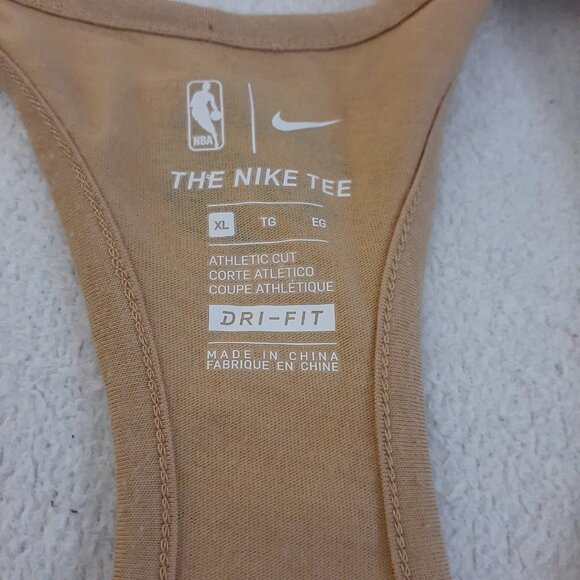 NBA
THE NIKE TEE
XL TG EG
ATHLETIC CUT
CORTE ATLÉTICO
COUPE ATHLÉTIQUE
DRI-FIT
MADE IN CHINA
FABRIQUE EN CHINE